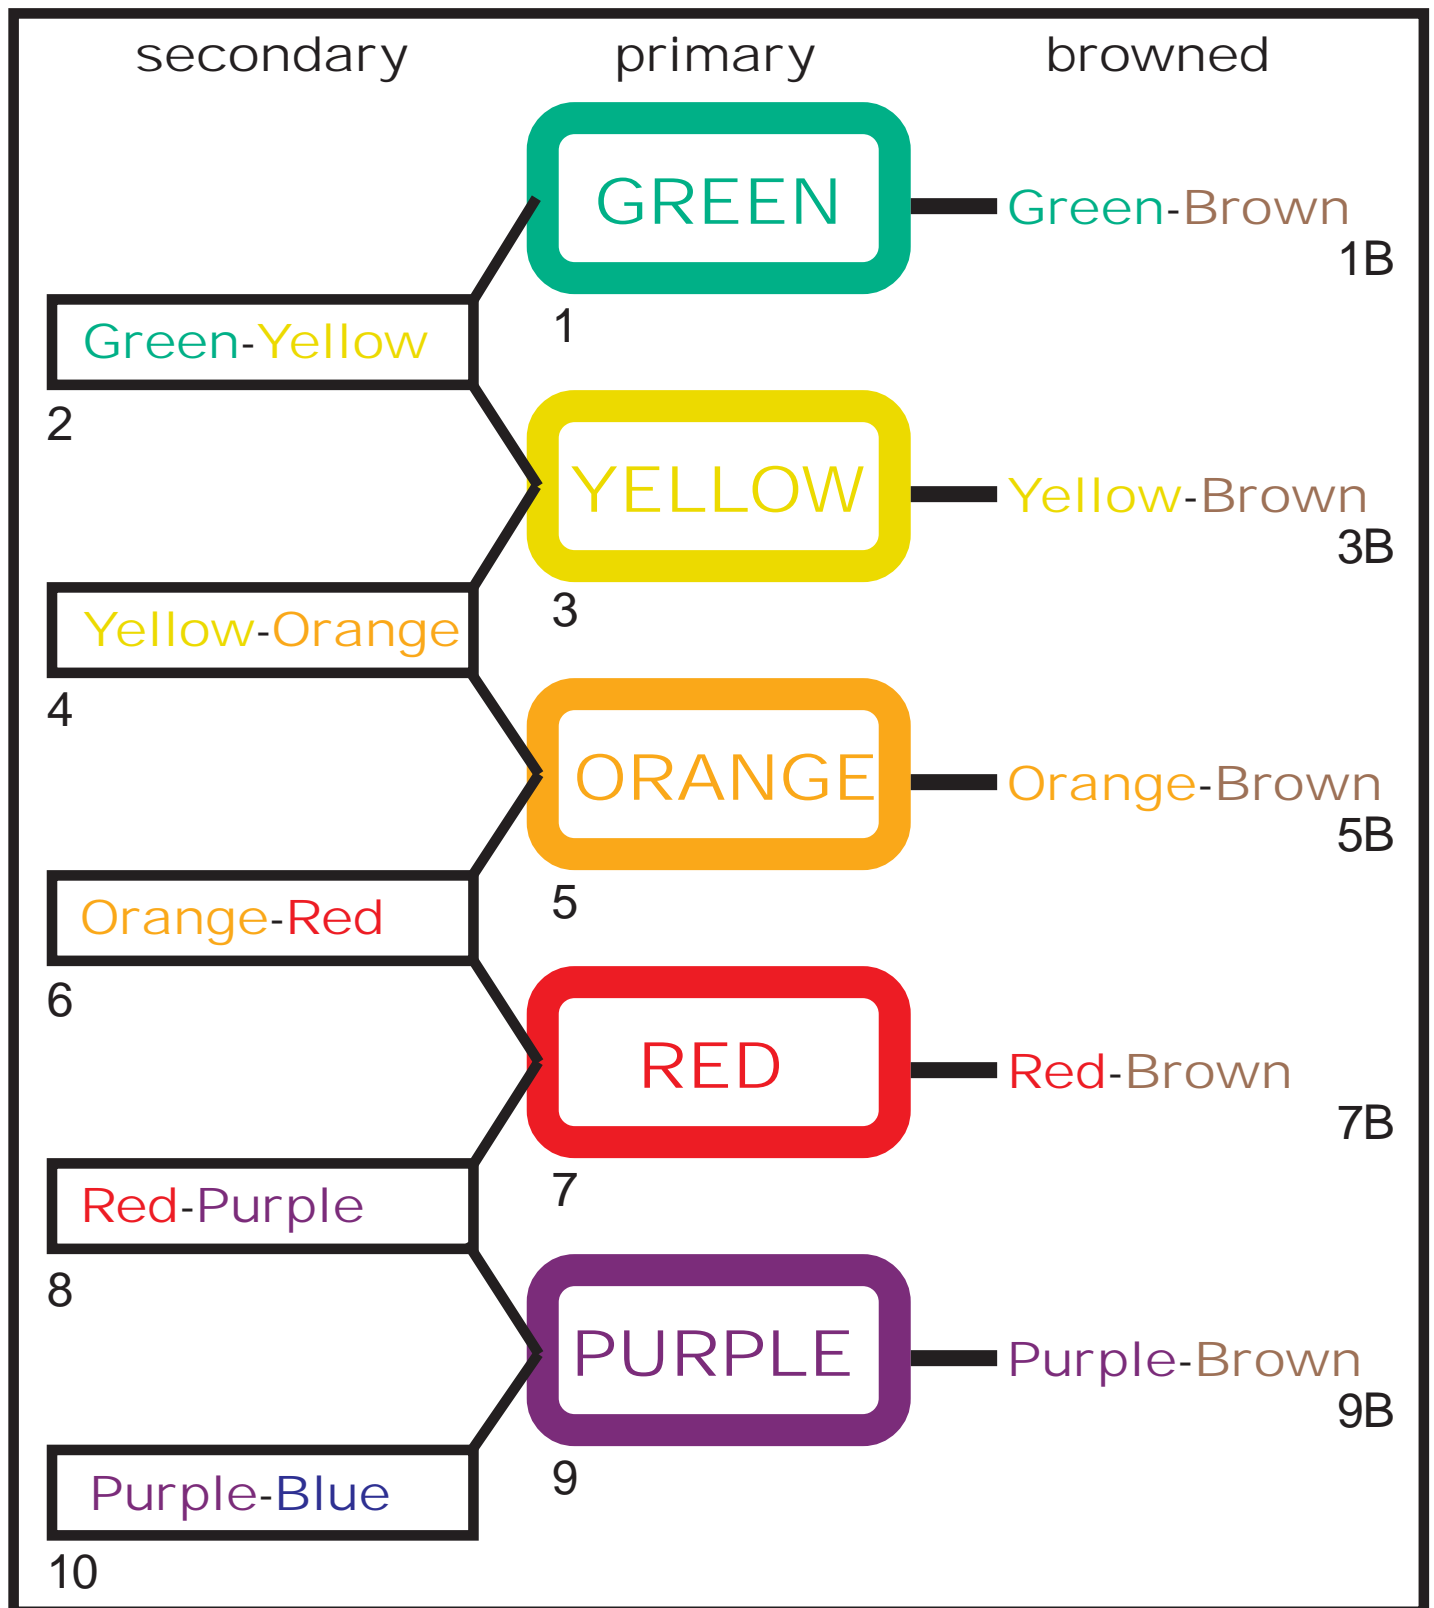 secondary primary browned
GREEN
Green-Brown
1B
1
Green-Yellow
2
YELLOW
Yellow-Brown
3B
3
Yellow-Orange
4
ORANGE
Orange-Brown
5B
5
Orange-Red
6
RED
Red-Brown
7B
7
Red-Purple
8
PURPLE
Purple-Brown
9B
9
Purple-Blue
10